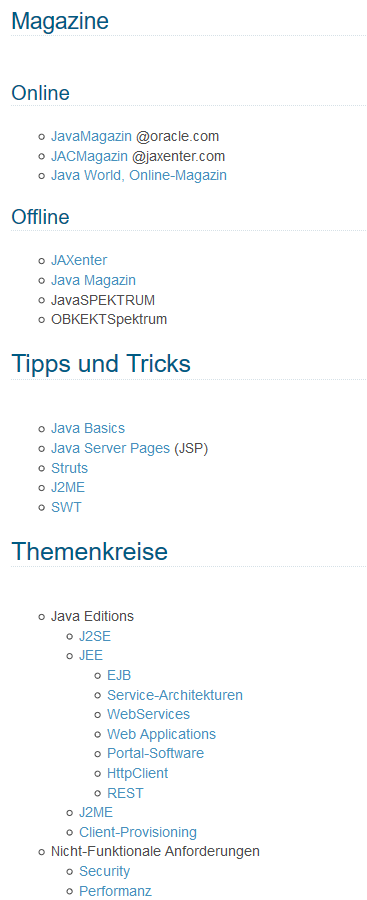 Magazine
Online
JavaMagazin @oracle.com
JACMagazin @jaxenter.com
Java World, Online-Magazin
Offline
JAXenter
Java Magazin
JavaSPEKTRUM
OBKEKTSpektrum
Tipps und Tricks
Java Basics
Java Server Pages (JSP)
Struts
J2ME
SWT
Themenkreise
Java Editions
J2SE
JEE
EJB
Service-Architekturen
WebServices
Web Applications
Portal-Software
HttpClient
REST
J2ME
Client-Provisioning
Nicht-Funktionale Anforderungen
Security
Performanz